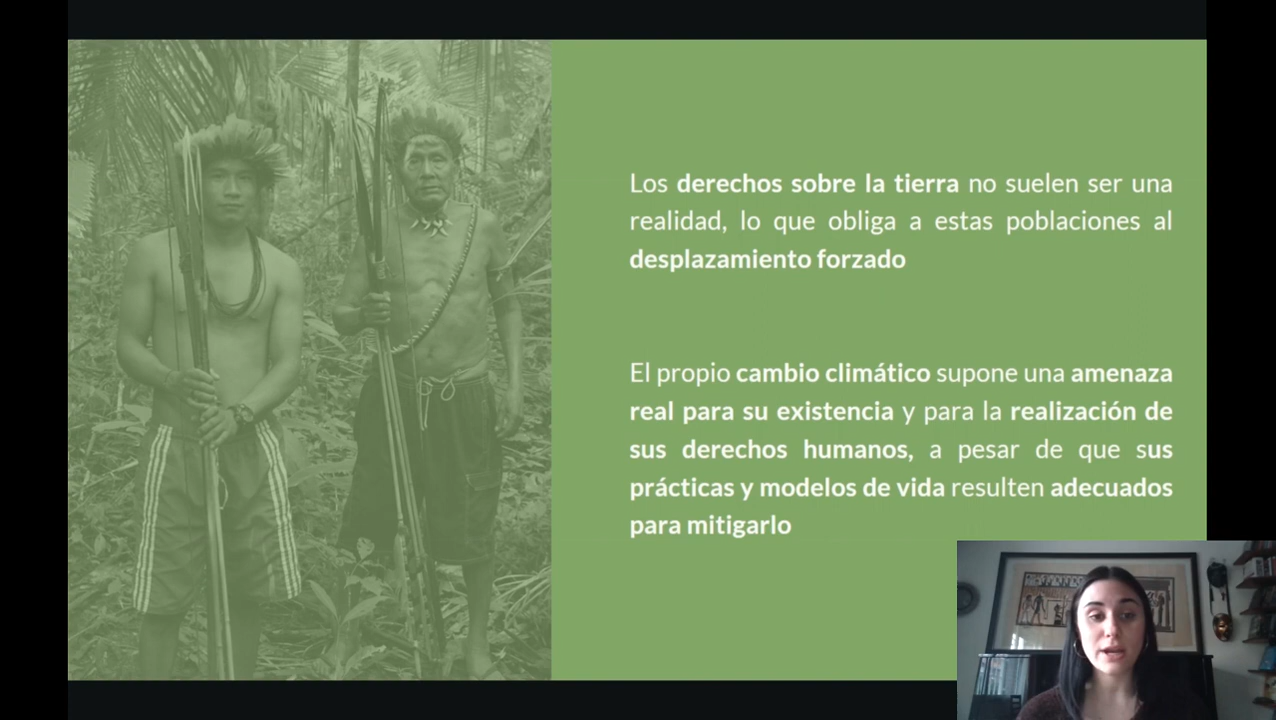 Los derechos sobre la tierra no suelen ser una
realidad, lo que obliga a estas poblaciones al
desplazamiento forzado
El propio cambio climático supone una amenaza
real para su existencia y para la realización de
sus derechos humanos, a pesar de que sus
prácticas y modelos de vida resulten adecuados
para mitigarlo